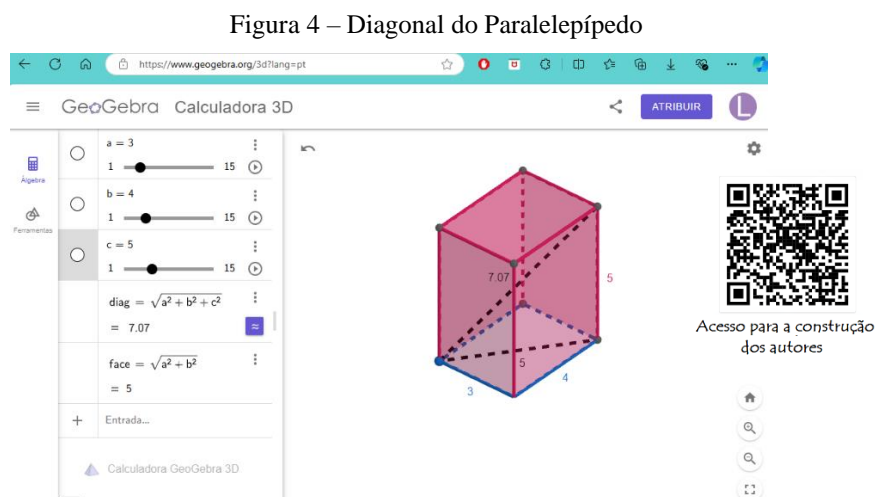 Figura 4 – Diagonal do Paralelepípedo
https://www.geogebra.org/3d?lang=pt
GeoGebra Calculadora 3D
ATRIBUIR
L
Álgebra
Ferramentas
a = 3
1 15
b = 4
1 15
c = 5
1 15
diag = √a² + b² + c²
= 7.07
≈
face = √a² + b²
= 5
+ Entrada...
Calculadora GeoGebra 3D
7.07
5
5
4
3
Acesso para a construção
dos autores